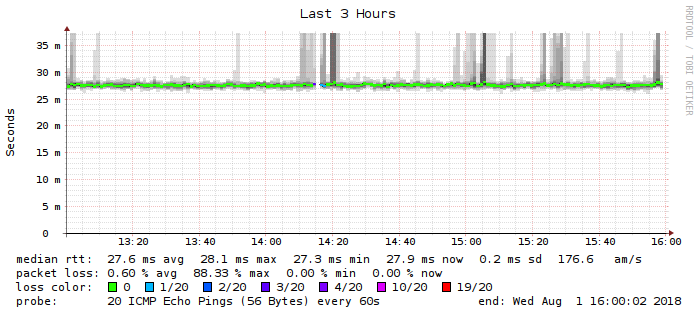 Last 3 Hours
RRDTOOL / TOBI OETIKER
Seconds
35 m
30 m
25 m
20 m
15 m
10 m
5 m
0
13:20 13:40 14:00 14:20 14:40 15:00 15:20 15:40 16:00
median rtt: 27.6 ms avg 28.1 ms max 27.3 ms min 27.9 ms now 0.2 ms sd 176.6 am/s
packet loss: 0.60 % avg 88.33 % max 0.00 % min 0.00 % now
loss color: 0 1/20 2/20 3/20 4/20 10/20 19/20
probe: 20 ICMP Echo Pings (56 Bytes) every 60s end: Wed Aug 1 16:00:02 2018